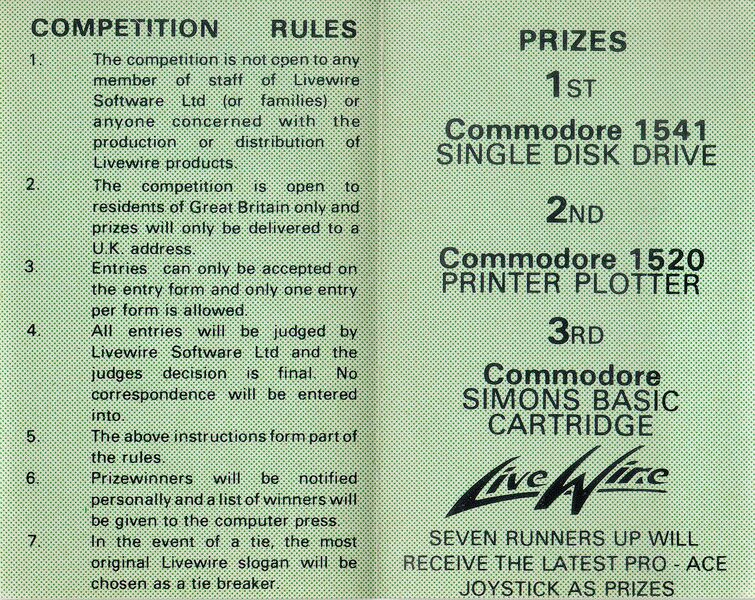 COMPETITION RULES
1. The competition is not open to any
member of staff of Livewire
Software Ltd (or families) or
anyone concerned with the
production or distribution of
Livewire products.
2. The competition is open to
residents of Great Britain only and
prizes will only be delivered to a
U.K. address.
3 Entries can only be accepted on
the entry form and only one entry
per form is allowed.
4. All entries will be judged by
Livewire Software Ltd and the
judges decision is final. No
correspondence will be entered
into.
5. The above instructions form part of
the rules.
6. Prizewinners will be notified
personally and a list of winners will
be given to the computer press.
7. In the event of a tie, the most
original Livewire slogan will be
chosen as a tie breaker.
PRIZES
1ST
Commodore 1541
SINGLE DISK DRIVE
2ND
Commodore 1520
PRINTER PLOTTER
3RD
Commodore
SIMONS BASIC
CARTRIDGE
LiveWire
SEVEN RUNNERS UP WILL
RECEIVE THE LATEST PRO - ACE
JOYSTICK AS PRIZES